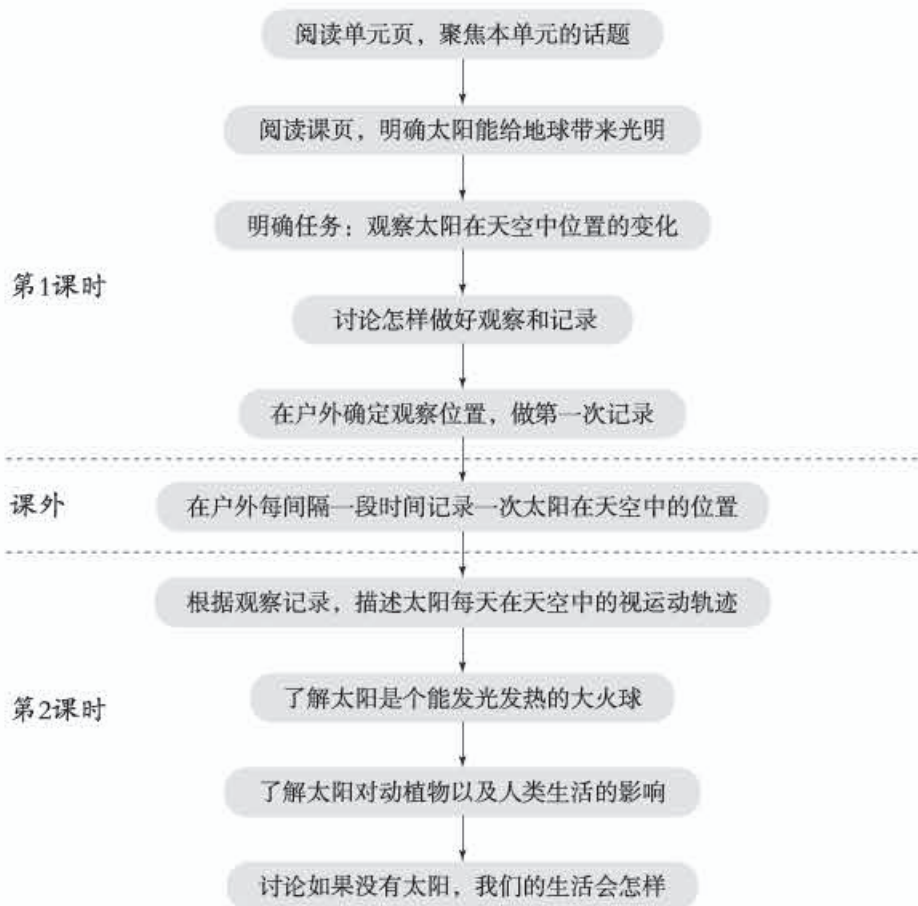 阅读单元页，聚焦本单元的话题
阅读课页，明确太阳能给地球带来光明
明确任务：观察太阳在天空中位置的变化
第1课时
讨论怎样做好观察和记录
在户外确定观察位置，做第一次记录
课外
在户外每间隔一段时间记录一次太阳在天空中的位置
根据观察记录，描述太阳每天在天空中的视运动轨迹
第2课时
了解太阳是个能发光发热的大火球
了解太阳对动植物以及人类生活的影响
讨论如果没有太阳，我们的生活会怎样